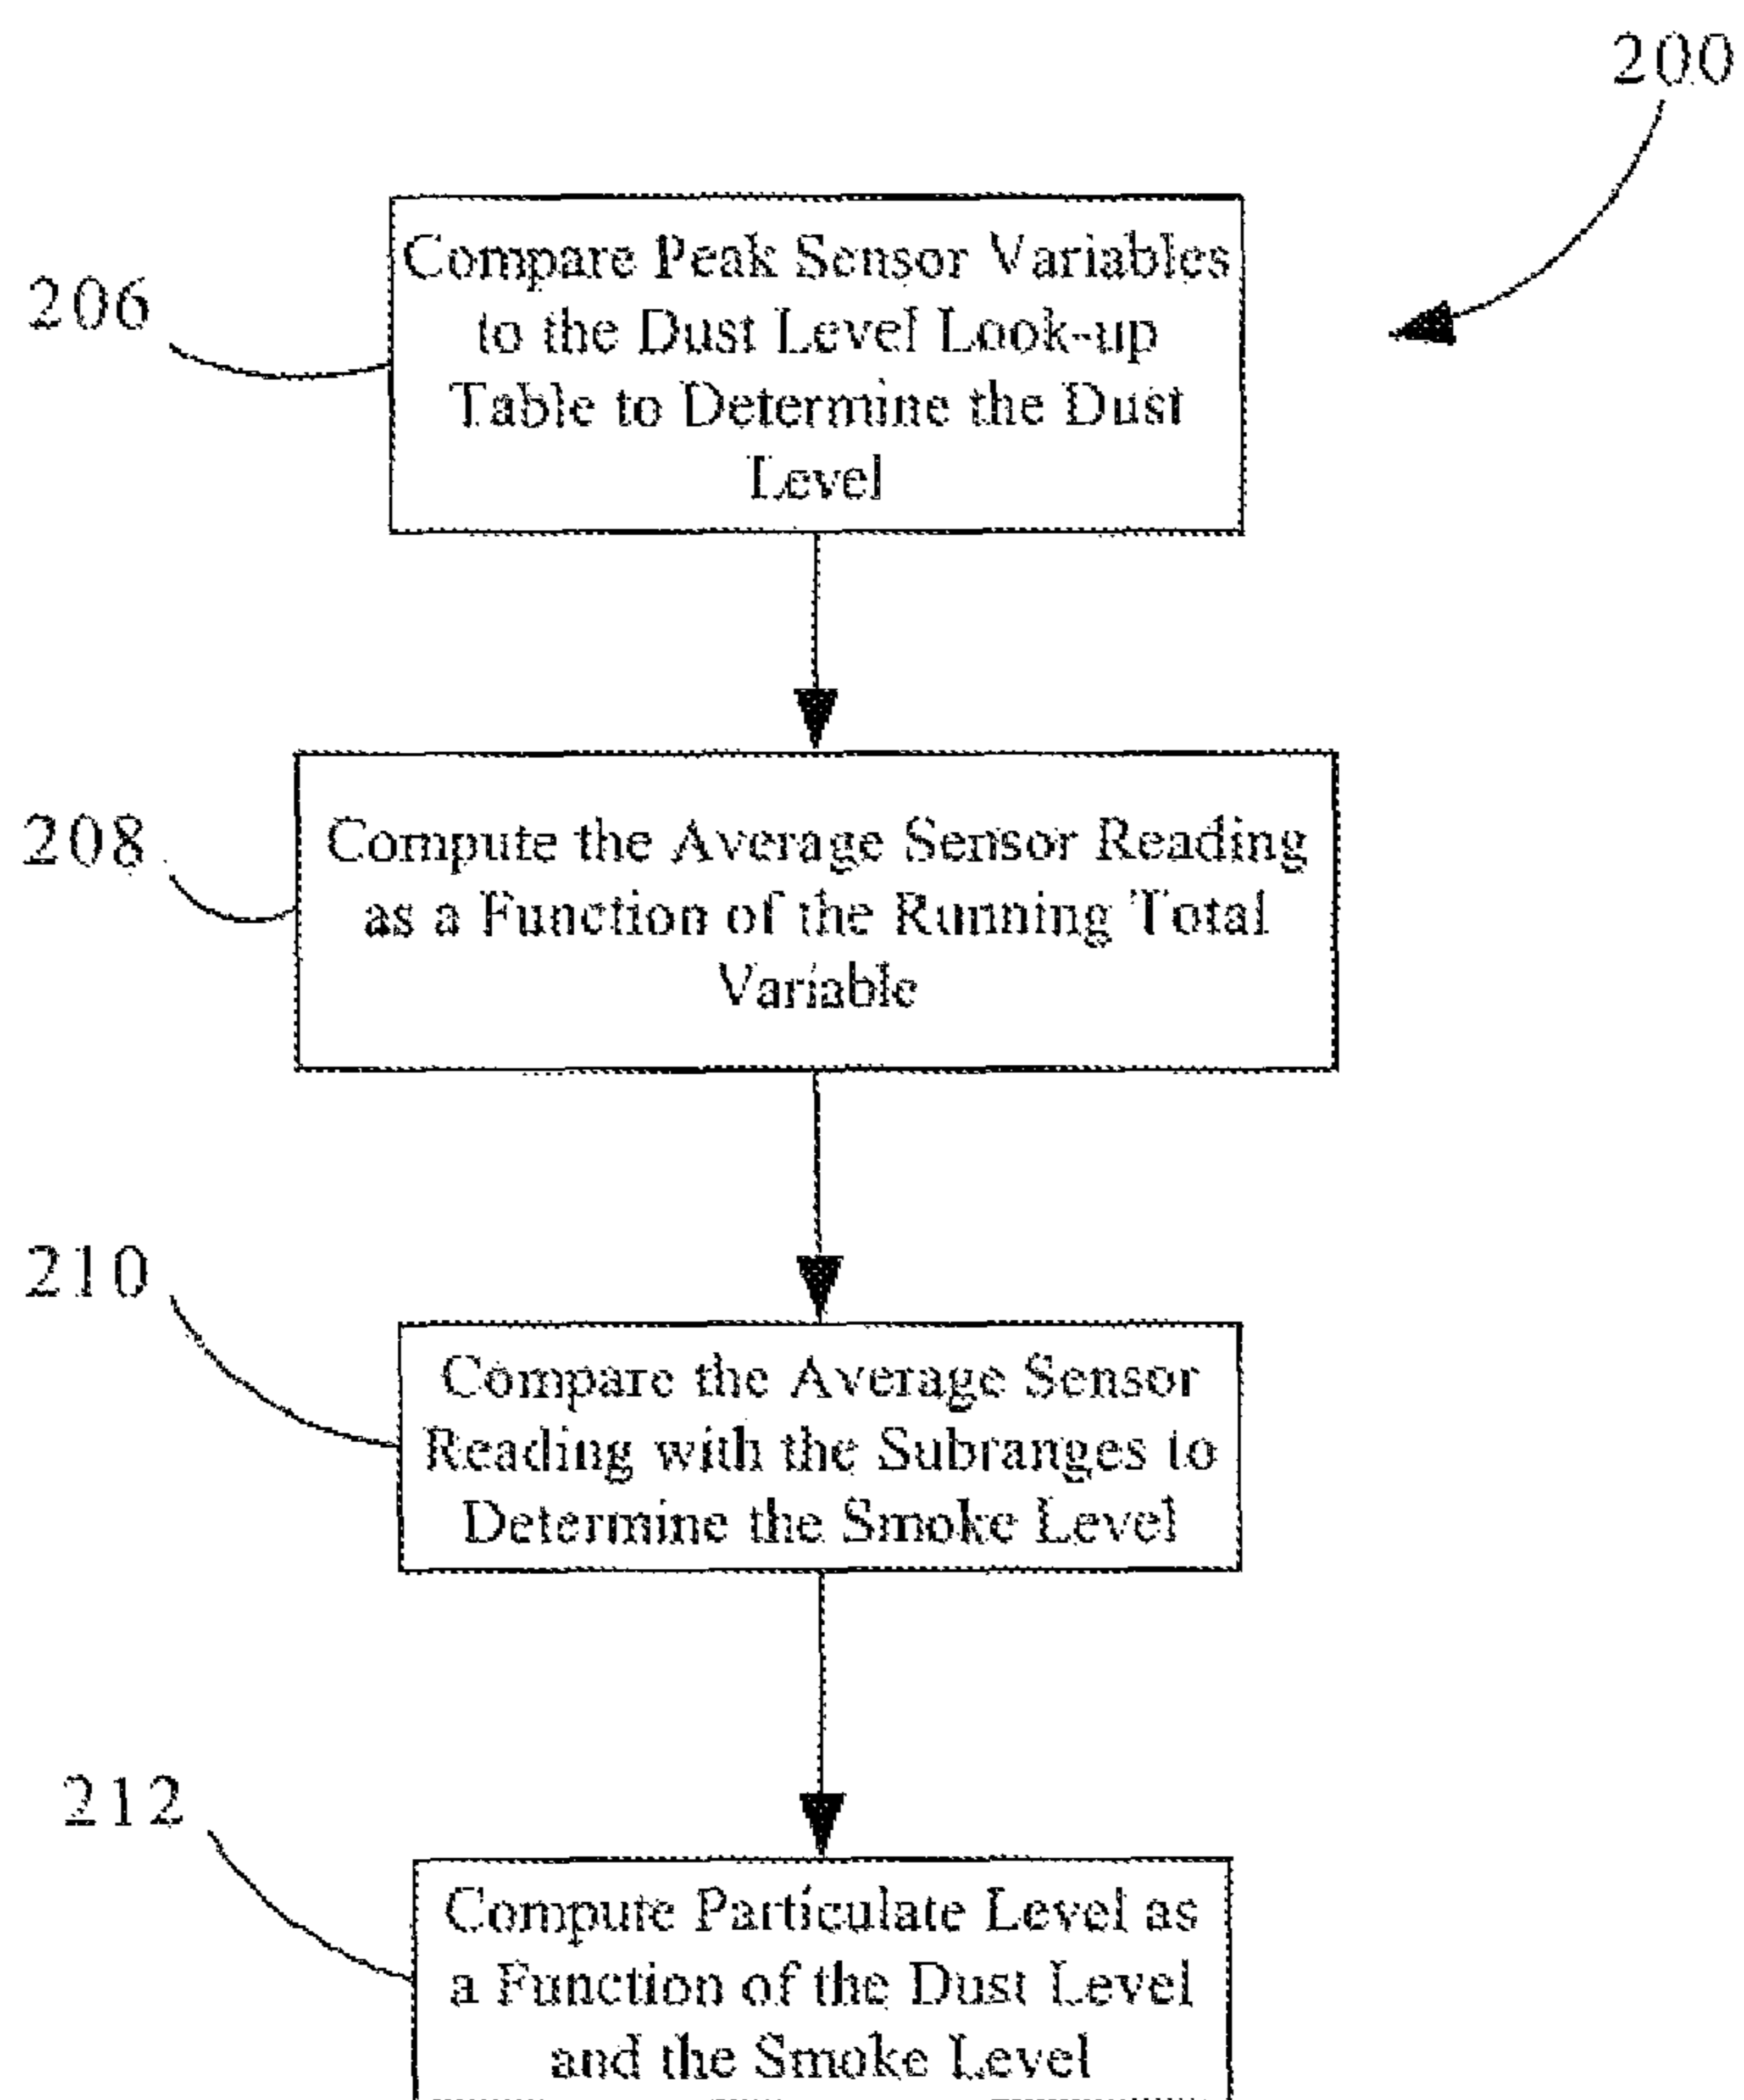 200
206
Compare Peak Sensor Variables
to the Dust Level Look-up
Table to Determine the Dust
Level
208
Compute the Average Sensor Reading
as a Function of the Running Total
Variable
210
Compare the Average Sensor
Reading with the Subranges to
Determine the Smoke Level
212
Compute Particulate Level as
a Function of the Dust Level
and the Smoke Level